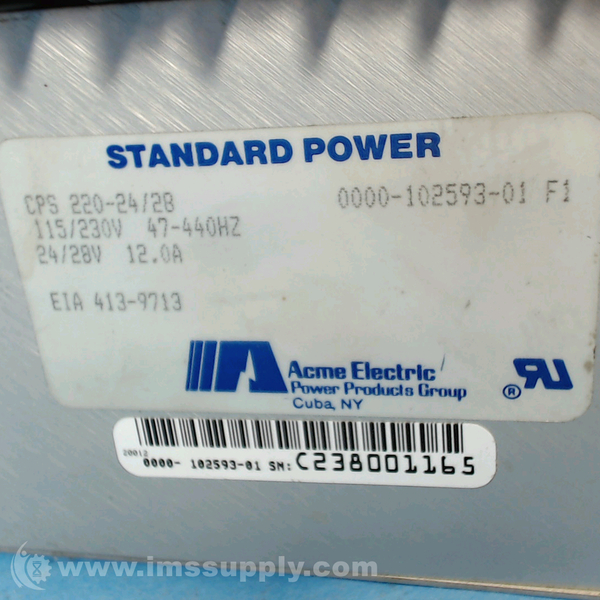 STANDARD POWER
CPS 220-24/28 0000-102593-01 F1
115/230V 47-440HZ
24/28V 12.0A
EIA 413-9713
Acme Electric
Power Products Group
Cuba, NY
®
20012
0000- 102593-01 SN: C238001165
© www.imssupply.com